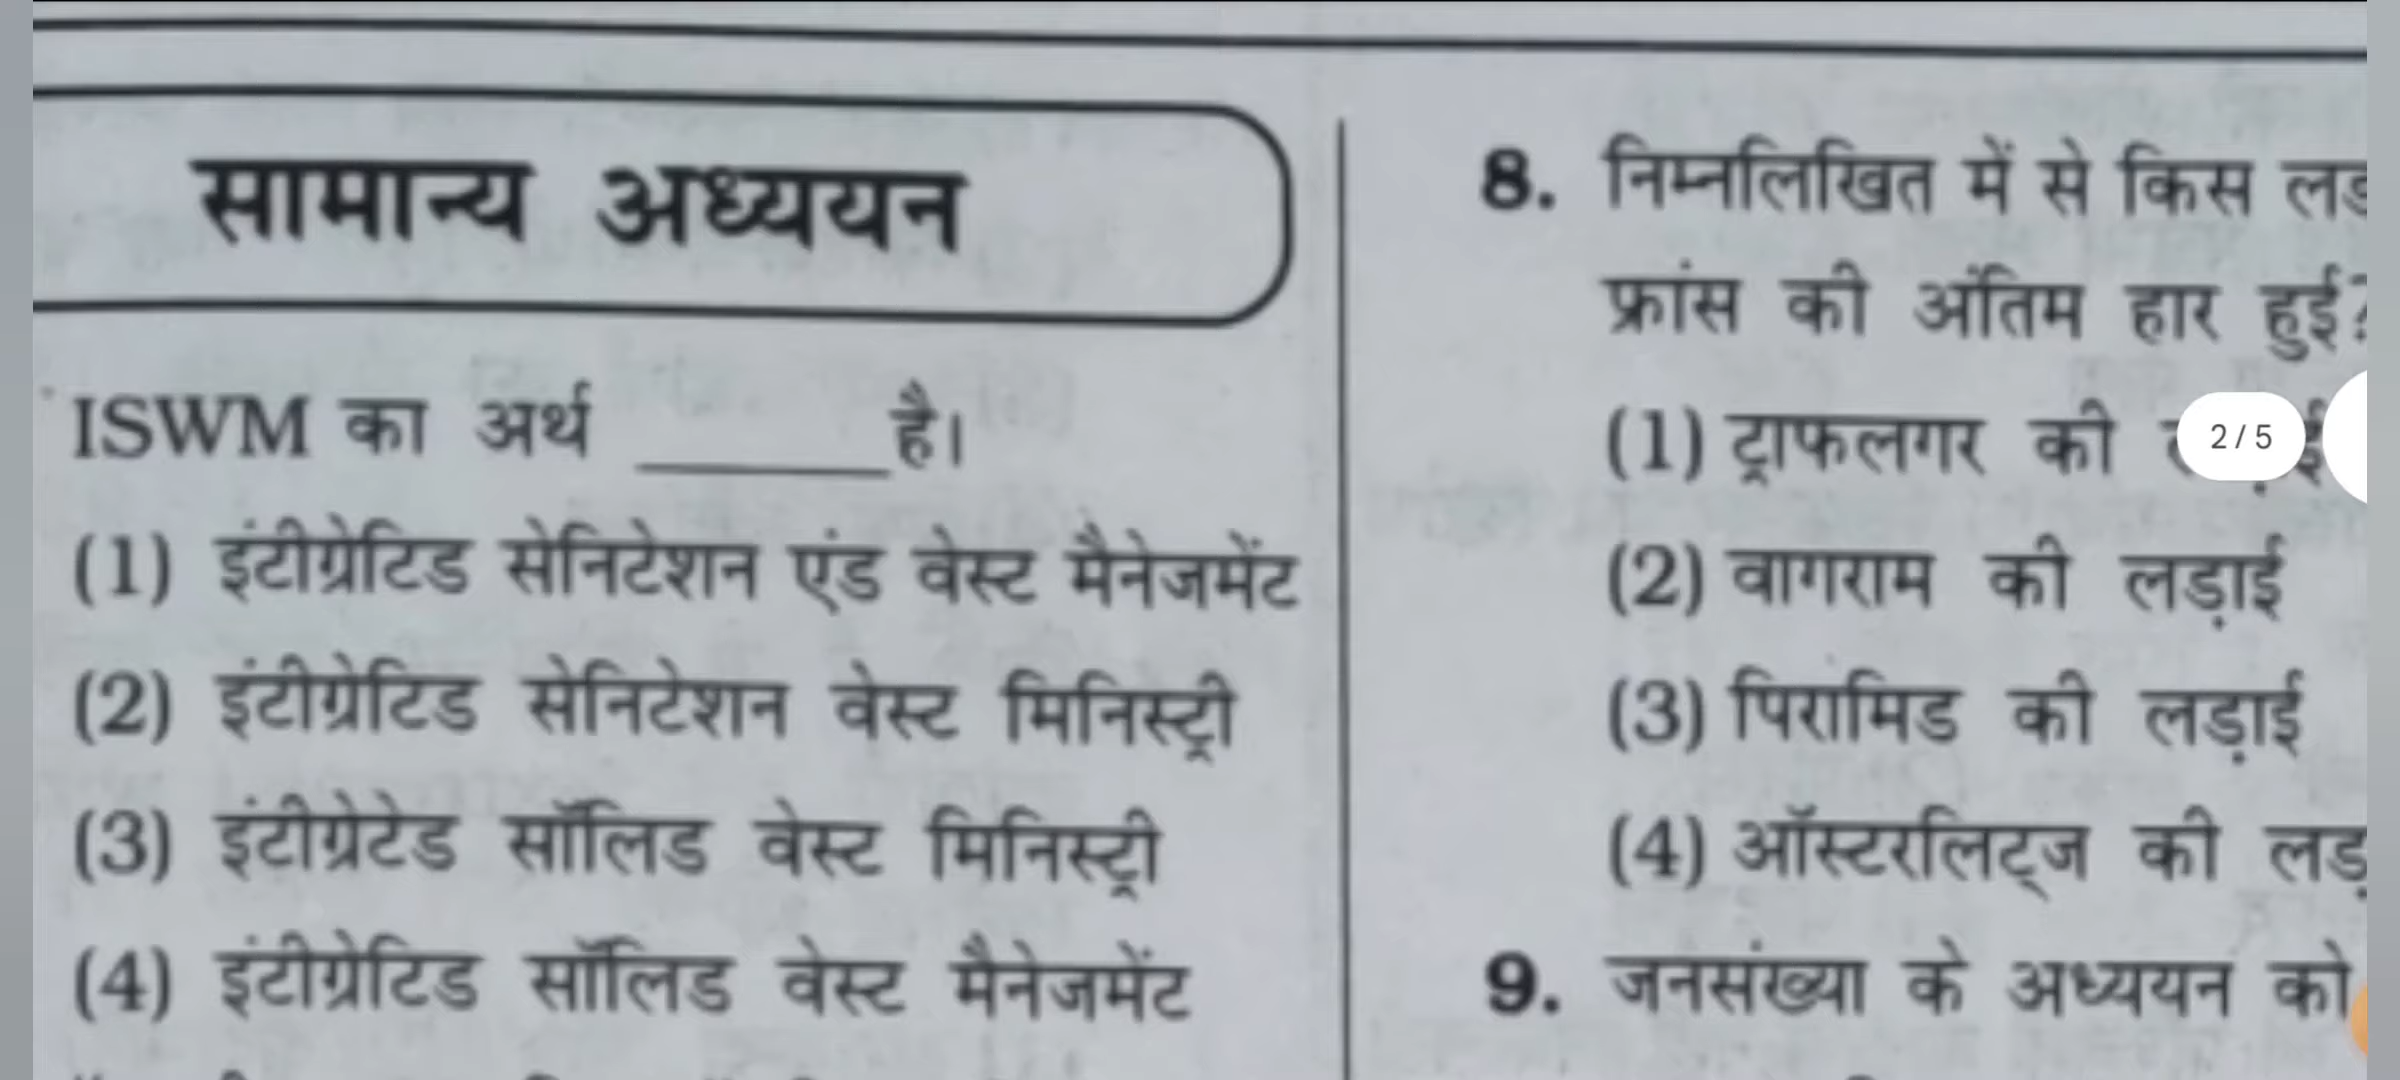 सामान्य अध्ययन
ISWM का अर्थ ________ है।
(1) इंटीग्रेटिड सेनिटेशन एंड वेस्ट मैनेजमेंट
(2) इंटीग्रेटिड सेनिटेशन वेस्ट मिनिस्ट्री
(3) इंटीग्रेटेड सॉलिड वेस्ट मिनिस्ट्री
(4) इंटीग्रेटिड सॉलिड वेस्ट मैनेजमेंट
8. निम्नलिखित में से किस
फ्रांस की अंतिम हार हुई?
(1) ट्राफलगर की
2/5
(2) वागराम की लड़ाई
(3) पिरामिड की लड़ाई
(4) ऑस्टरलिट्ज की
9. जनसंख्या के अध्ययन को